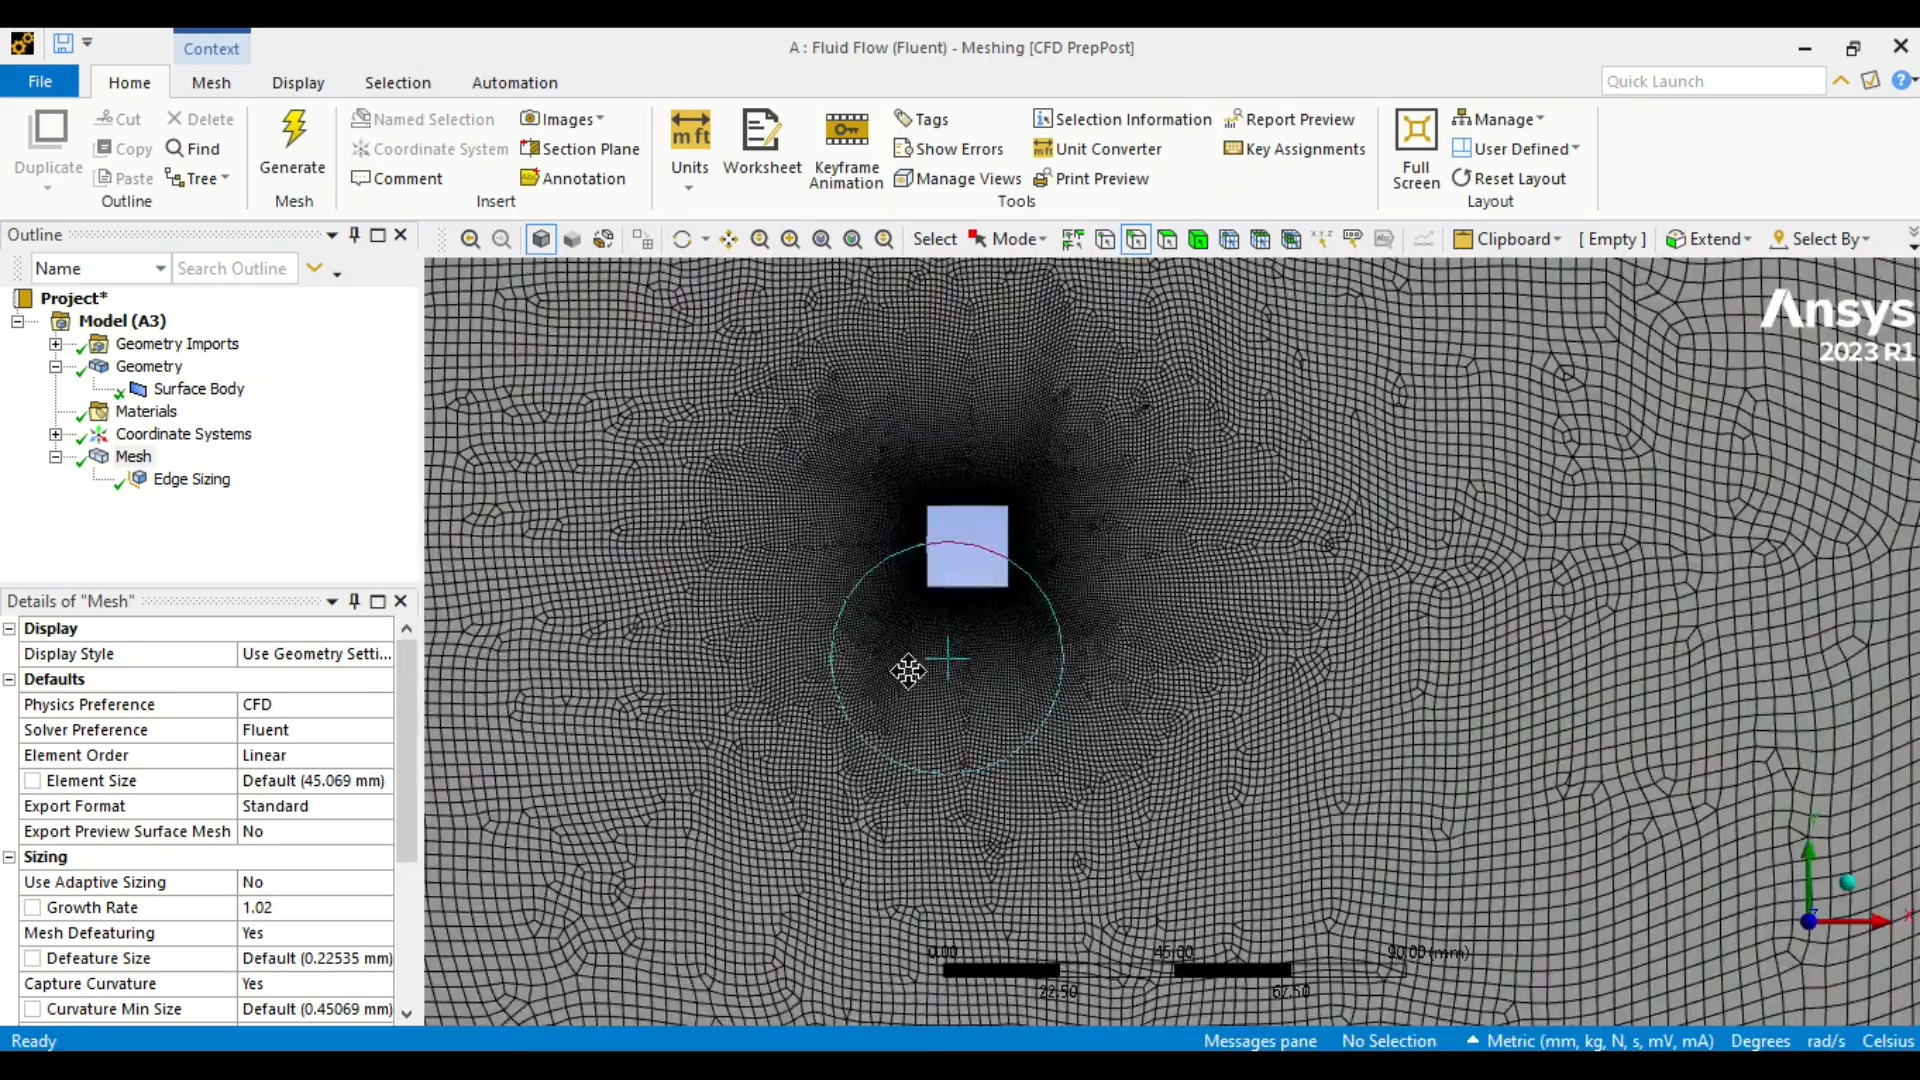 Context
A : Fluid Flow (Fluent) - Meshing [CFD PrepPost]
File Home Mesh Display Selection Automation
Quick Launch
Duplicate
Cut
Copy
Paste
Delete
Find
Tree
Outline
Generate
Mesh
Named Selection
Coordinate System
Comment
Images
Section Plane
Annotation
Insert
Units
Worksheet
Keyframe
Animation
Tags
Show Errors
Manage Views
Selection Information
Unit Converter
Print Preview
Report Preview
Key Assignments
Tools
Full
Screen
Manage
User Defined
Reset Layout
Layout
Outline
Select Mode Clipboard [ Empty ] Extend Select By
Name Search Outline
Project*
Model (A3)
Geometry Imports
Geometry
Surface Body
Materials
Coordinate Systems
Mesh
Edge Sizing
Ansys
2023 R1
Details of "Mesh"
Display
Display Style Use Geometry Setti...
Defaults
Physics Preference CFD
Solver Preference Fluent
Element Order Linear
Element Size Default (45.069 mm)
Export Format Standard
Export Preview Surface Mesh No
Sizing
Use Adaptive Sizing No
Growth Rate 1.02
Mesh Defeaturing Yes
Defeature Size Default (0.22535 mm)
Capture Curvature Yes
Curvature Min Size Default (0.45069 mm)
0.00 45.00 90.00 (mm)
22.50 67.50
Y
X
Ready
Messages pane No Selection Metric (mm, kg, N, s, mV, mA) Degrees rad/s Celsius